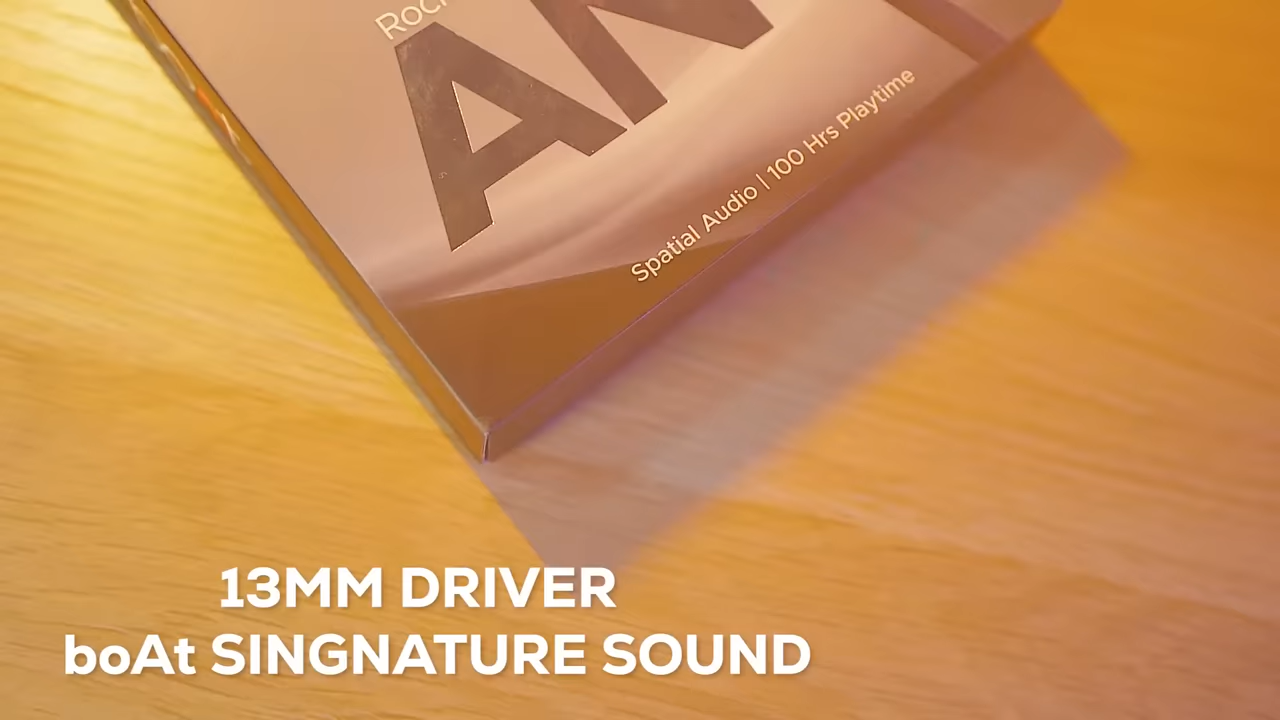 Spatial Audio | 100 Hrs Playtime
13MM DRIVER
boAt SINGNATURE SOUND